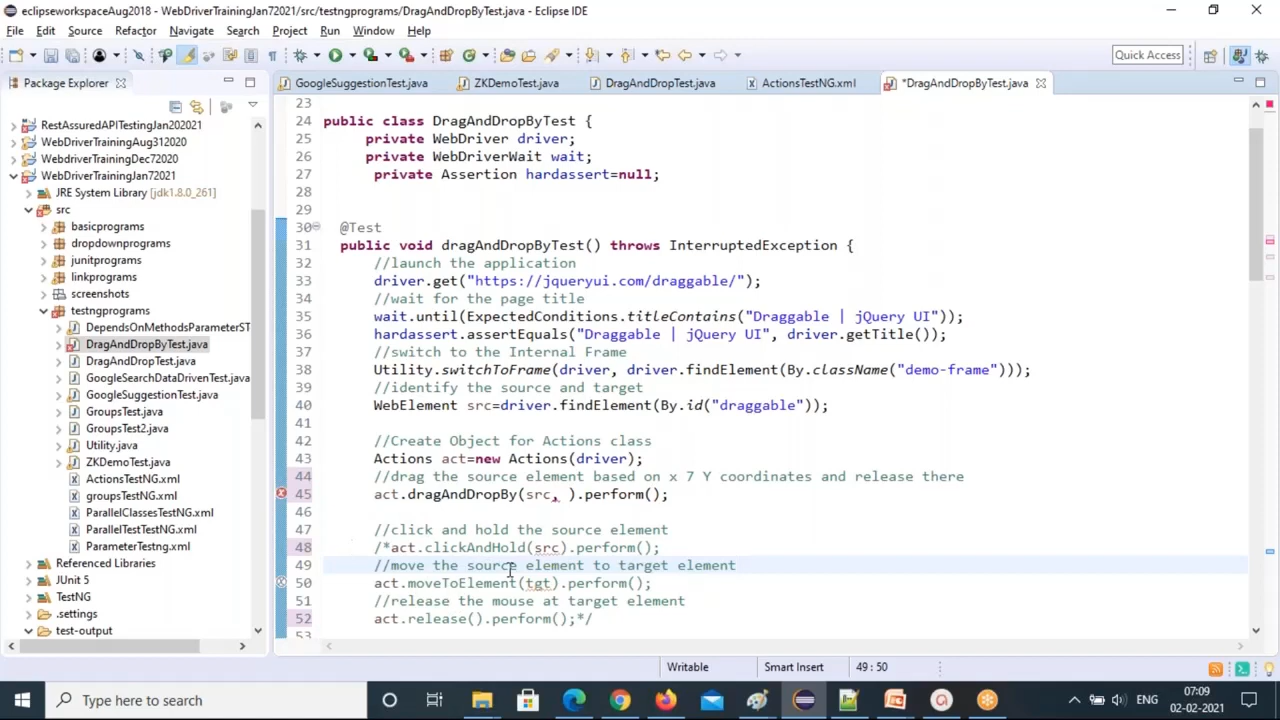 eclipseworkspaceAug2018 - WebDriverTrainingJan72021/src/testngprograms/DragAndDropByTest.java - Eclipse IDE
File Edit Source Refactor Navigate Search Project Run Window Help
Quick Access
Package Explorer
GoogleSuggestionTest.java ZKDemoTest.java DragAndDropTest.java ActionsTestNG.xml *DragAndDropByTest.java
RestAssuredAPITestingJan202021
WebDriverTrainingAug312020
WebdriverTrainingDec72020
WebDriverTrainingJan72021
JRE System Library [jdk1.8.0_261]
src
basicprograms
dropdownprograms
junitprograms
linkprograms
screenshots
testngprograms
DependsOnMethodsParameterST
DragAndDropByTest.java
DragAndDropTest.java
GoogleSearchDataDrivenTest.java
GoogleSuggestionTest.java
GroupsTest.java
GroupsTest2.java
Utility.java
ZKDemoTest.java
ActionsTestNG.xml
groupsTestNG.xml
ParallelClassesTestNG.xml
ParallelTestTestNG.xml
ParameterTestng.xml
Referenced Libraries
JUnit 5
TestNG
.settings
test-output
23
24 public class DragAndDropByTest {
25 private WebDriver driver;
26 private WebDriverWait wait;
27 private Assertion hardassert=null;
28
29
30 @Test
31 public void dragAndDropByTest() throws InterruptedException {
32 //launch the application
33 driver.get("https://jqueryui.com/draggable/");
34 //wait for the page title
35 wait.until(ExpectedConditions.titleContains("Draggable | jQuery UI"));
36 hardassert.assertEquals("Draggable | jQuery UI", driver.getTitle());
37 //switch to the Internal Frame
38 Utility.switchToFrame(driver, driver.findElement(By.className("demo-frame")));
39 //identify the source and target
40 WebElement src=driver.findElement(By.id("draggable"));
41
42 //Create Object for Actions class
43 Actions act=new Actions(driver);
44 //drag the source element based on x 7 Y coordinates and release there
45 act.dragAndDropBy(src, ).perform();
46
47 //click and hold the source element
48 /*act.clickAndHold(src).perform();
49 //move the source element to target element
50 act.moveToElement(tgt).perform();
51 //release the mouse at target element
52 act.release().perform();*/
53
Writable Smart Insert 49 : 50
Type here to search
ENG
07:09
02-02-2021